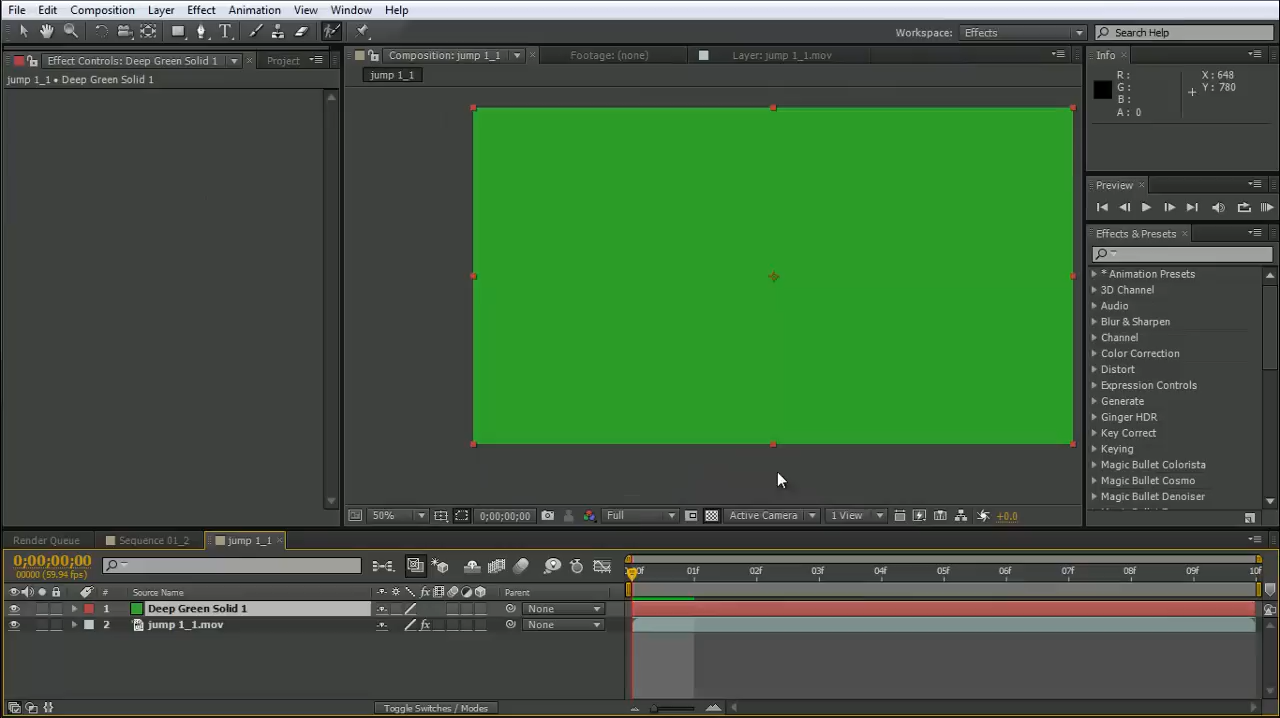 File Edit Composition Layer Effect Animation View Window Help
Workspace: Effects Search Help
Effect Controls: Deep Green Solid 1 Project
jump 1_1 • Deep Green Solid 1
Composition: jump 1_1 Footage: (none) Layer: jump 1_1.mov
jump 1_1
Info
R :
G :
B :
A : 0
X : 648
Y : 780
Preview
Effects & Presets
* Animation Presets
3D Channel
Audio
Blur & Sharpen
Channel
Color Correction
Distort
Expression Controls
Generate
Ginger HDR
Key Correct
Keying
Magic Bullet Colorista
Magic Bullet Cosmo
Magic Bullet Denoiser
50% 0;00;00;00 Full Active Camera 1 View +0.0
Render Queue Sequence 01_2 jump 1_1
0;00;00;00
00000 (59.94 fps)
00f 01f 02f 03f 04f 05f 06f 07f 08f 09f 10f
# Source Name fx Parent
1 Deep Green Solid 1 None
2 jump 1_1.mov fx None
Toggle Switches / Modes